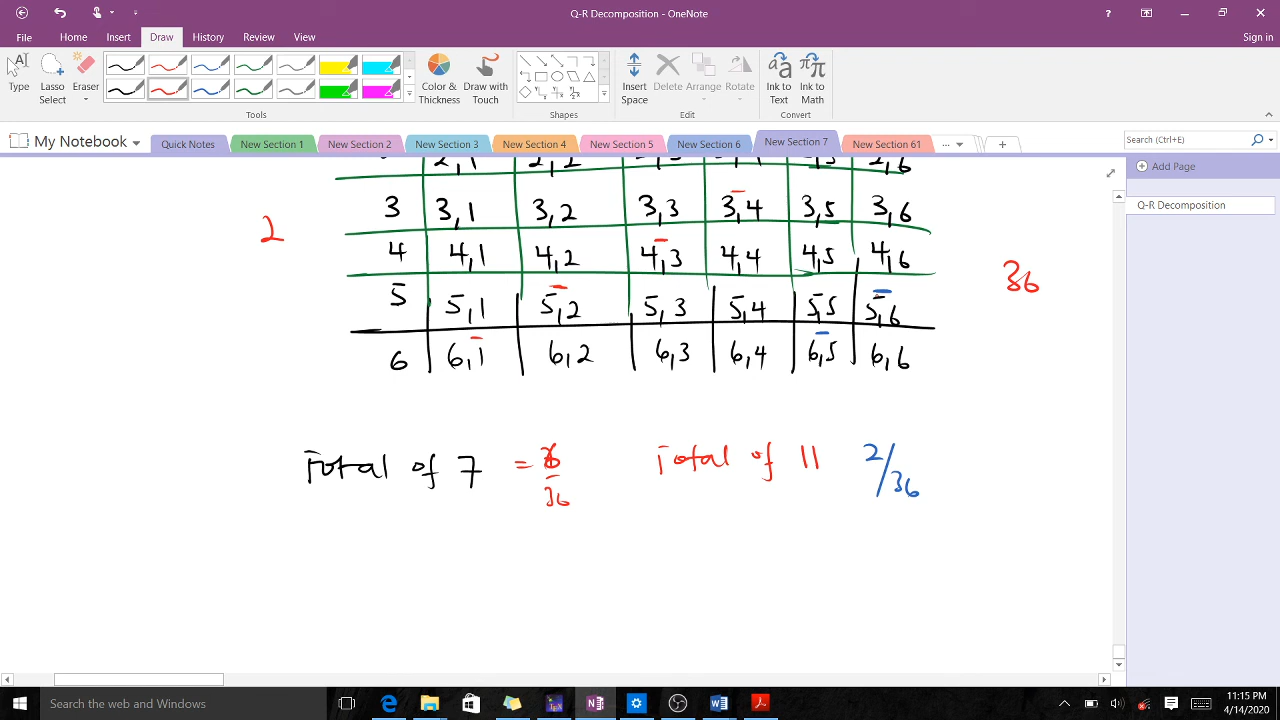 Q-R Decomposition - OneNote
File Home Insert Draw History Review View
Sign in
Type
Lasso Select
Eraser
Color & Thickness
Draw with Touch
Insert Space
Delete
Arrange
Rotate
Ink to Text
Ink to Math
Tools
Shapes
Edit
Convert
My Notebook
Quick Notes New Section 1 New Section 2 New Section 3 New Section 4 New Section 5 New Section 6 New Section 7 New Section 61 ...
Search (Ctrl+E)
Add Page
Q-R Decomposition
2,1 2,2 2,6
3 3,1 3,2 3,3 3,4 3,5 3,6
2
4 4,1 4,2 4,3 4,4 4,5 4,6
36
5 5,1 5,2 5,3 5,4 5,5 5,6
6 6,1 6,2 6,3 6,4 6,5 6,6
Total of 7 = 6/36 Total of 11 2/36
Search the web and Windows
11:15 PM
4/14/2020